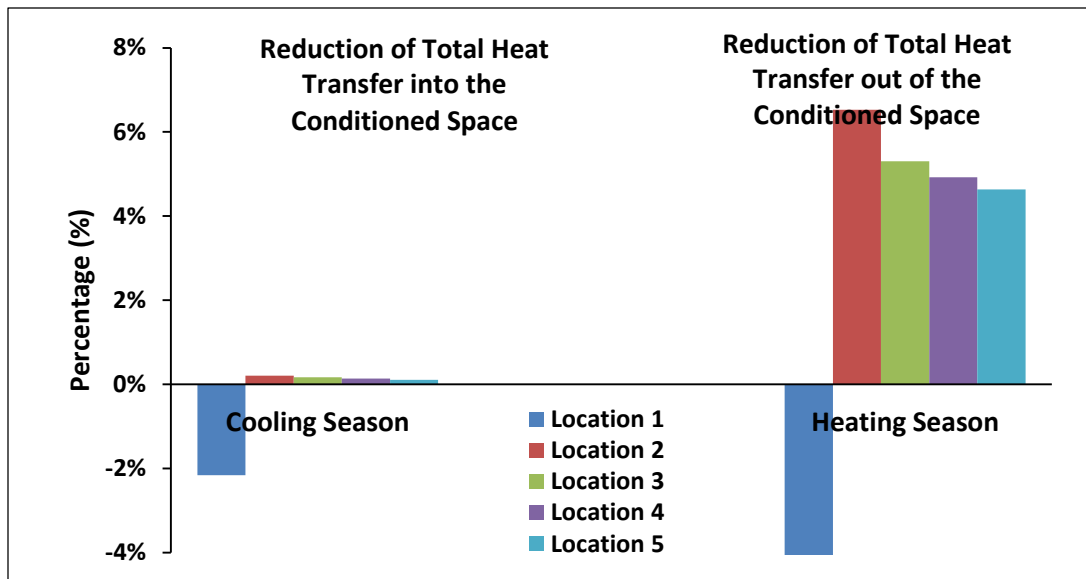 Reduction of Total Heat
Transfer into the
Conditioned Space
Reduction of Total Heat
Transfer out of the
Conditioned Space
Percentage (%)
8%
6%
4%
2%
0%
-2%
-4%
Cooling Season
Heating Season
Location 1
Location 2
Location 3
Location 4
Location 5